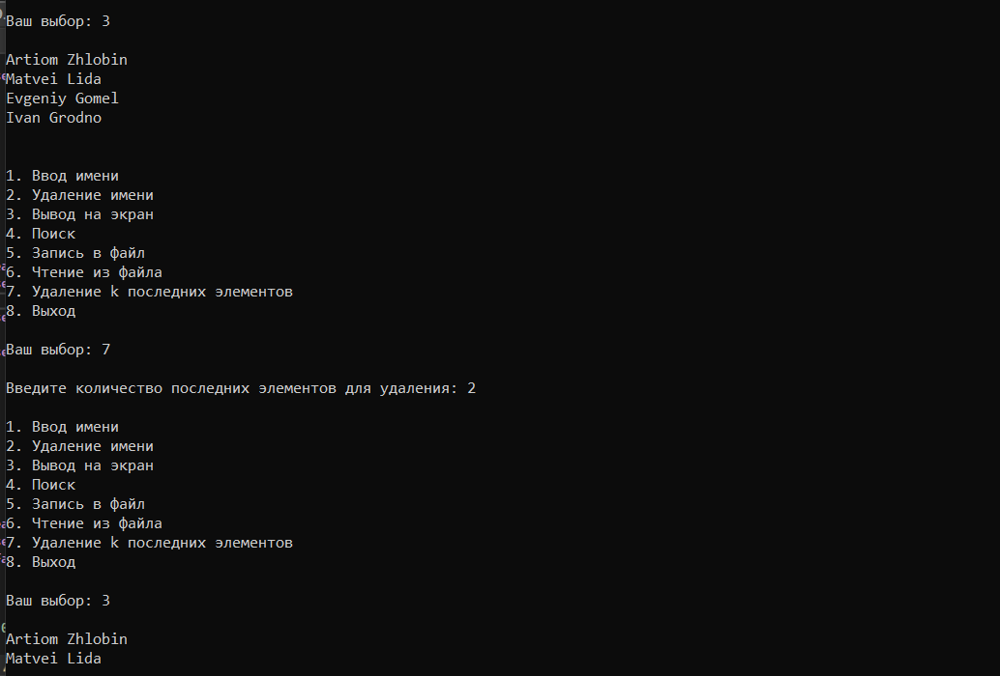 Ваш выбор: 3
Artiom Zhlobin
Matvei Lida
Evgeniy Gomel
Ivan Grodno
1. Ввод имени
2. Удаление имени
3. Вывод на экран
4. Поиск
5. Запись в файл
6. Чтение из файла
7. Удаление k последних элементов
8. Выход
Ваш выбор: 7
Введите количество последних элементов для удаления: 2
1. Ввод имени
2. Удаление имени
3. Вывод на экран
4. Поиск
5. Запись в файл
6. Чтение из файла
7. Удаление k последних элементов
8. Выход
Ваш выбор: 3
Artiom Zhlobin
Matvei Lida